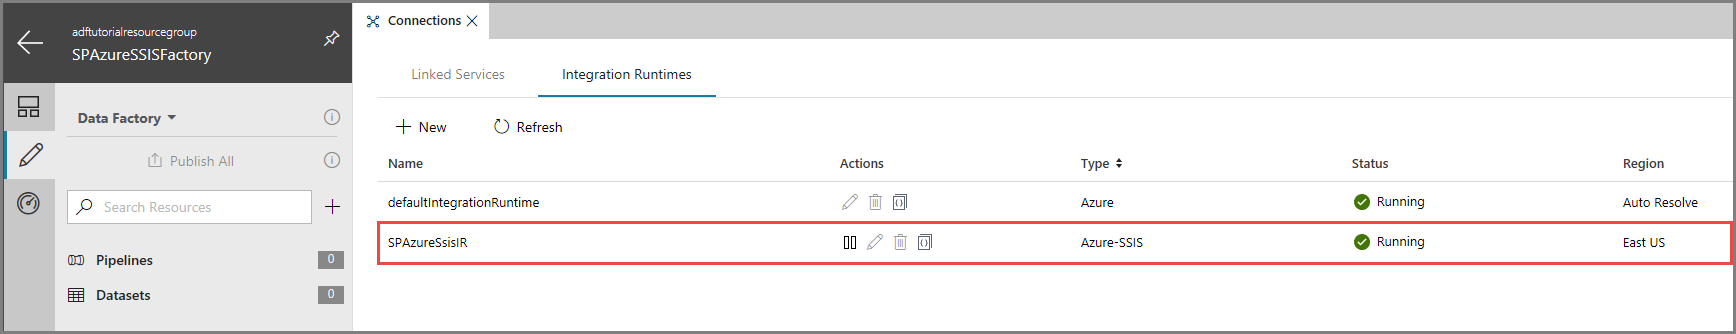 adftutorialresourcegroup
SPAzureSSISFactory
Data Factory
Publish All
Search Resources
Pipelines 0
Datasets 0
Connections
Linked Services Integration Runtimes
New Refresh
Name Actions Type Status Region
defaultIntegrationRuntime Azure Running Auto Resolve
SPAzureSsisIR Azure-SSIS Running East US